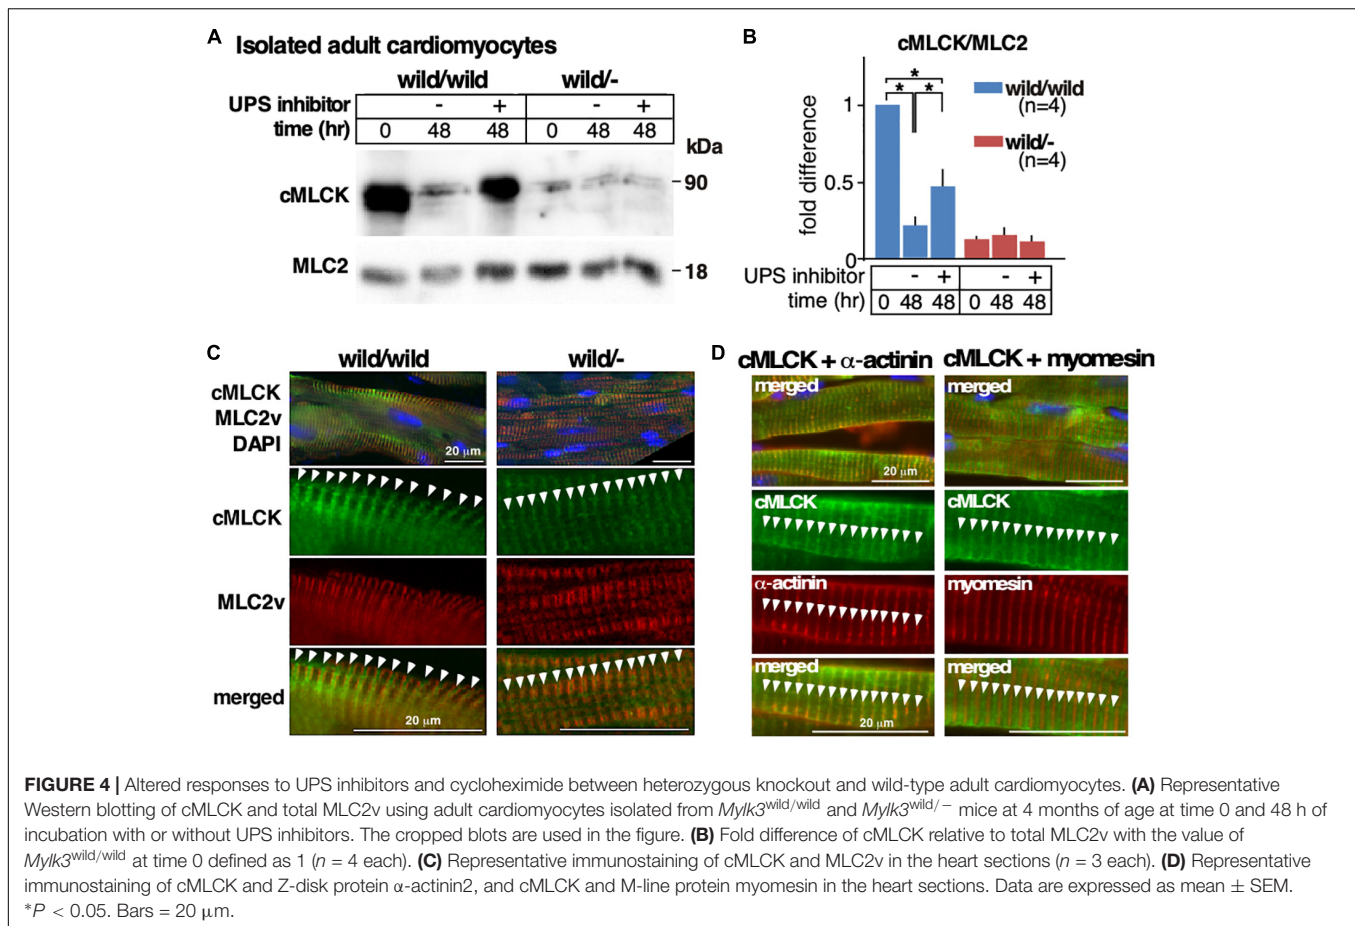 A Isolated adult cardiomyocytes
wild/wild wild/-
UPS inhibitor - + - +
time (hr) 0 48 48 0 48 48
kDa
cMLCK
90
MLC2
18
B
cMLCK/MLC2
* * *
wild/wild
(n=4)
wild/-
(n=4)
fold difference
1
0.5
0
UPS inhibitor - + - +
time (hr) 0 48 48 0 48 48
C wild/wild wild/-
cMLCK
MLC2v
DAPI
20 μm
cMLCK
MLC2v
merged
20 μm
D cMLCK + α-actinin cMLCK + myomesin
merged merged
20 μm
cMLCK cMLCK
α-actinin myomesin
merged merged
20 μm
FIGURE 4 | Altered responses to UPS inhibitors and cycloheximide between heterozygous knockout and wild-type adult cardiomyocytes. (A) Representative
Western blotting of cMLCK and total MLC2v using adult cardiomyocytes isolated from Mylk3wild/wild and Mylk3wild/− mice at 4 months of age at time 0 and 48 h of
incubation with or without UPS inhibitors. The cropped blots are used in the figure. (B) Fold difference of cMLCK relative to total MLC2v with the value of
Mylk3wild/wild at time 0 defined as 1 (n = 4 each). (C) Representative immunostaining of cMLCK and MLC2v in the heart sections (n = 3 each). (D) Representative
immunostaining of cMLCK and Z-disk protein α-actinin2, and cMLCK and M-line protein myomesin in the heart sections. Data are expressed as mean ± SEM.
*P < 0.05. Bars = 20 μm.